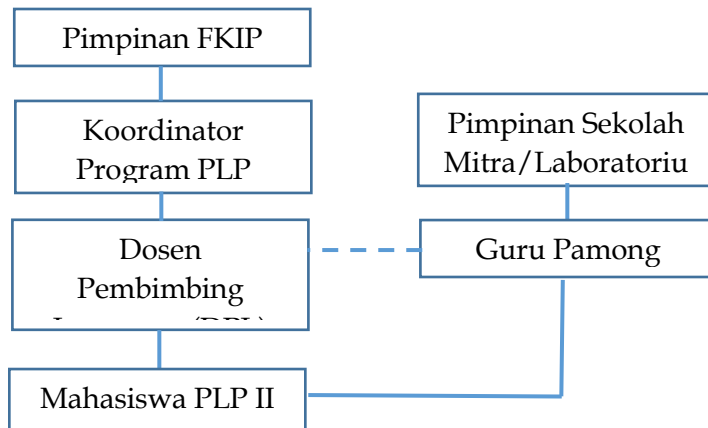 Pimpinan FKIP
Koordinator
Program PLP
Pimpinan Sekolah
Mitra/Laboratoriu
Dosen
Pembimbing
Guru Pamong
Mahasiswa PLP II